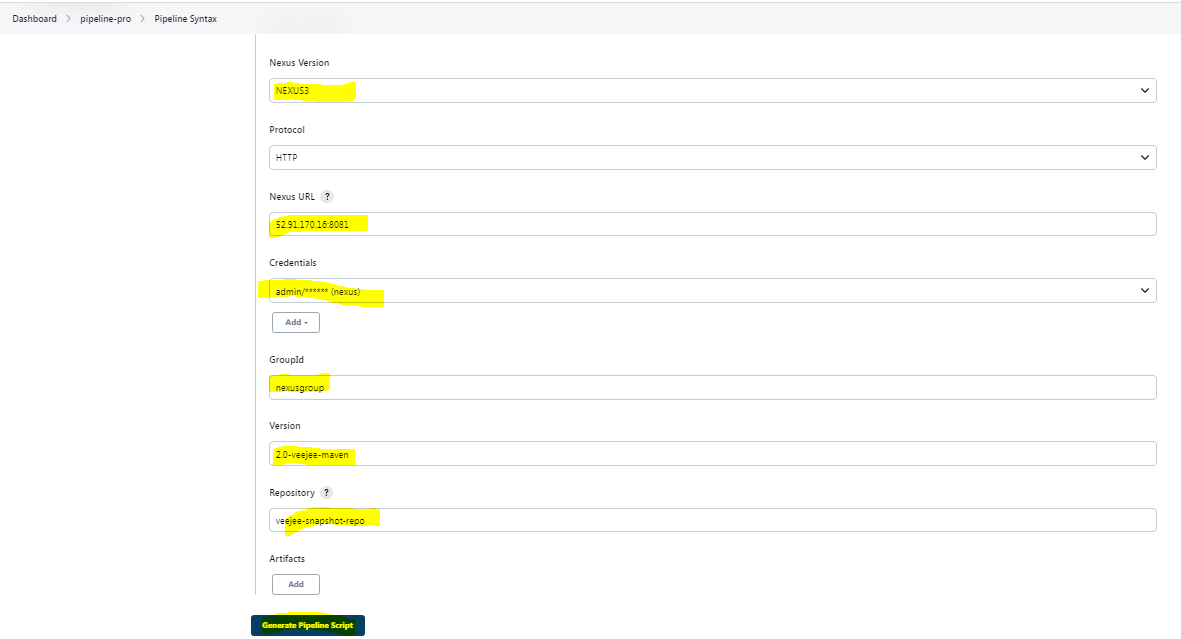 Dashboard > pipeline-pro > Pipeline Syntax
Nexus Version
NEXUS3
Protocol
HTTP
Nexus URL ?
52.91.170.16:8081
Credentials
admin/****** (nexus)
Add
GroupId
nexusgroup
Version
2.0-veejee-maven
Repository ?
veejee-snapshot-repo
Artifacts
Add
Generate Pipeline Script